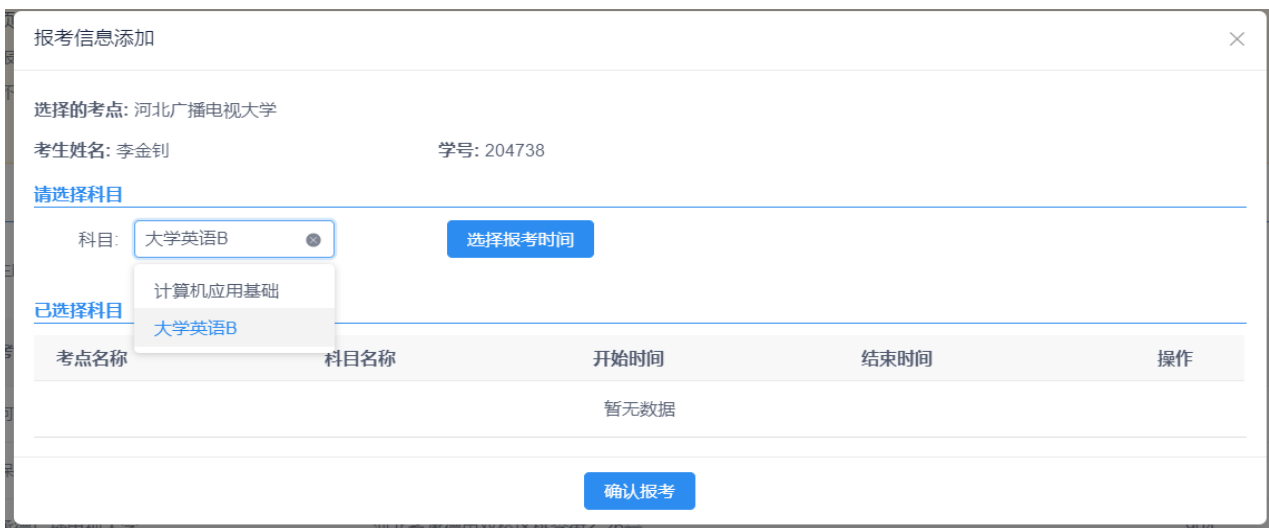 报考信息添加
选择的考点: 河北广播电视大学
考生姓名: 李金钊 学号: 204738
请选择科目
科目: 大学英语B 选择报考时间
计算机应用基础
已选择科目
大学英语B
考点名称 科目名称 开始时间 结束时间 操作
暂无数据
确认报考